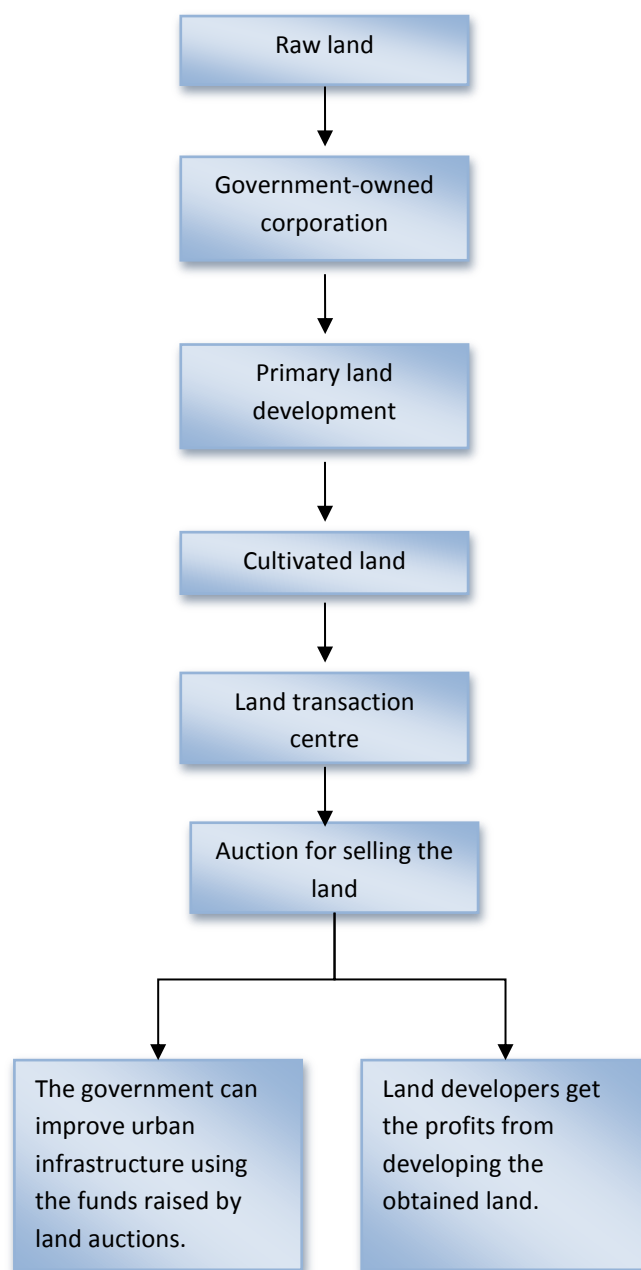 Raw land
Government-owned
corporation
Primary land
development
Cultivated land
Land transaction
centre
Auction for selling the
land
The government can
improve urban
infrastructure using
the funds raised by
land auctions.
Land developers get
the profits from
developing the
obtained land.